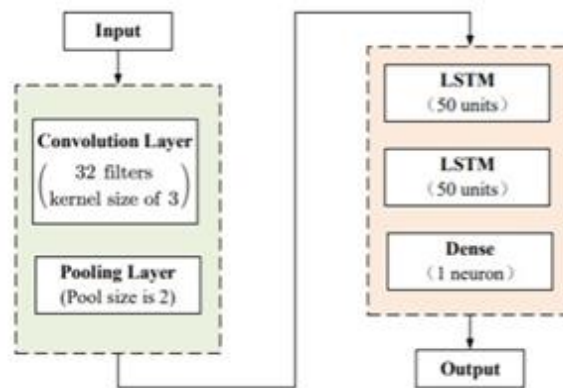 Input
Convolution Layer
32 filters
kernel size of 3
Pooling Layer
(Pool size is 2)
LSTM
（50 units）
LSTM
（50 units）
Dense
（1 neuron）
Output